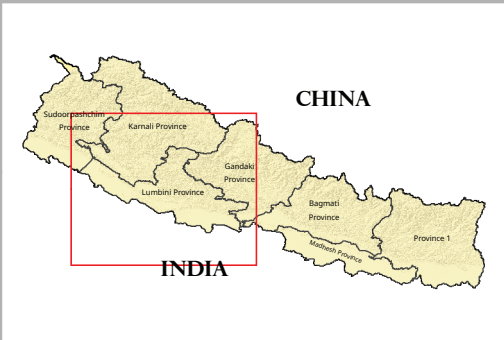 CHINA
Sudoorpashchim
Province
Karnali Province
Gandaki
Province
Lumbini Province
Bagmati
Province
Province 1
Madhesh Province
INDIA